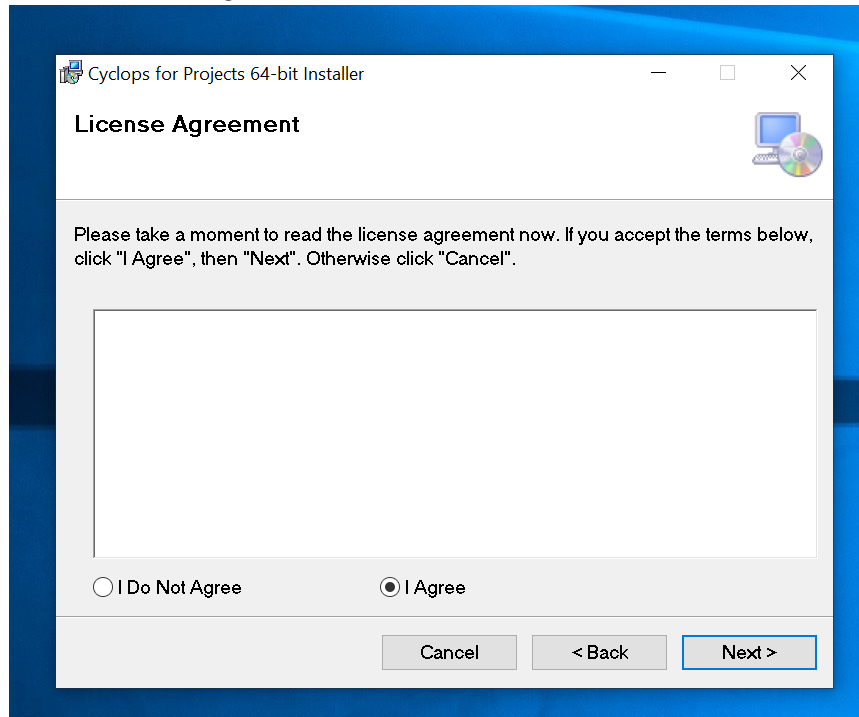 Cyclops for Projects 64-bit Installer
License Agreement
Please take a moment to read the license agreement now. If you accept the terms below,
click "I Agree", then "Next". Otherwise click "Cancel".
I Do Not Agree
I Agree
Cancel
< Back
Next >